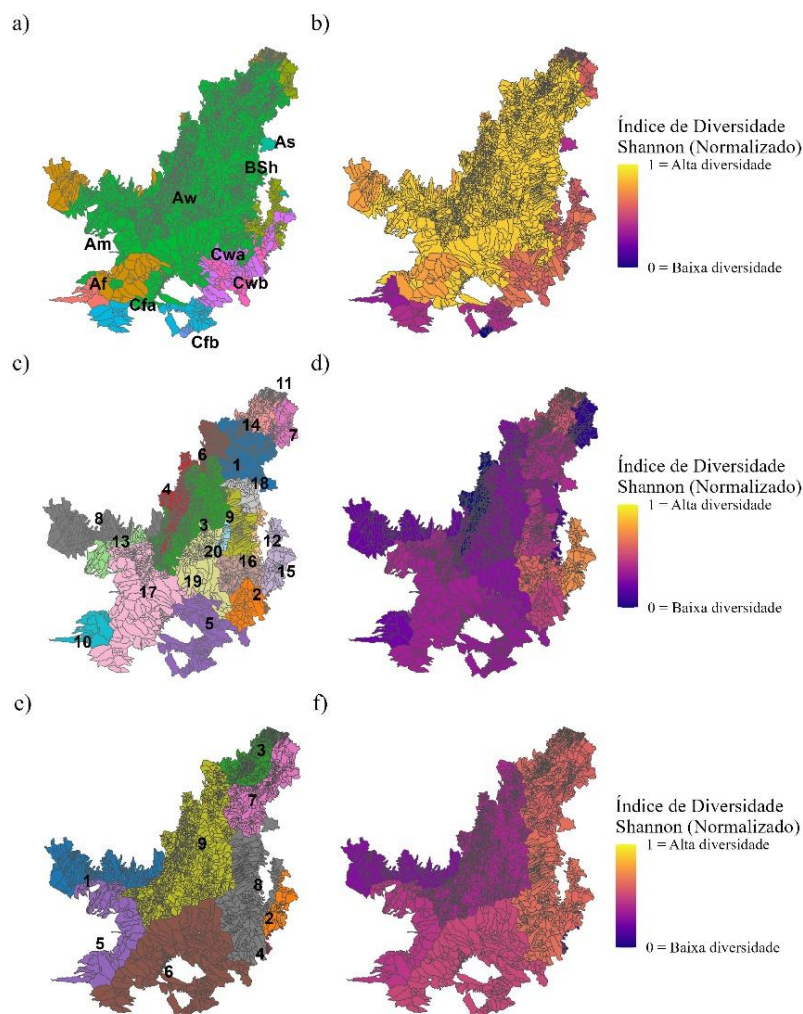 a)
b)
As
BSh
Aw
Am
Cwa
Af
Cwb
Cfa
Cfb
Índice de Diversidade
Shannon (Normalizado)
1 = Alta diversidade
0 = Baixa diversidade
c)
d)
11
14
7
6
1
4
18
8
3
9
13
20
12
16
15
19
17
2
5
10
Índice de Diversidade
Shannon (Normalizado)
1 = Alta diversidade
0 = Baixa diversidade
e)
f)
3
7
9
1
8
2
5
4
6
Índice de Diversidade
Shannon (Normalizado)
1 = Alta diversidade
0 = Baixa diversidade